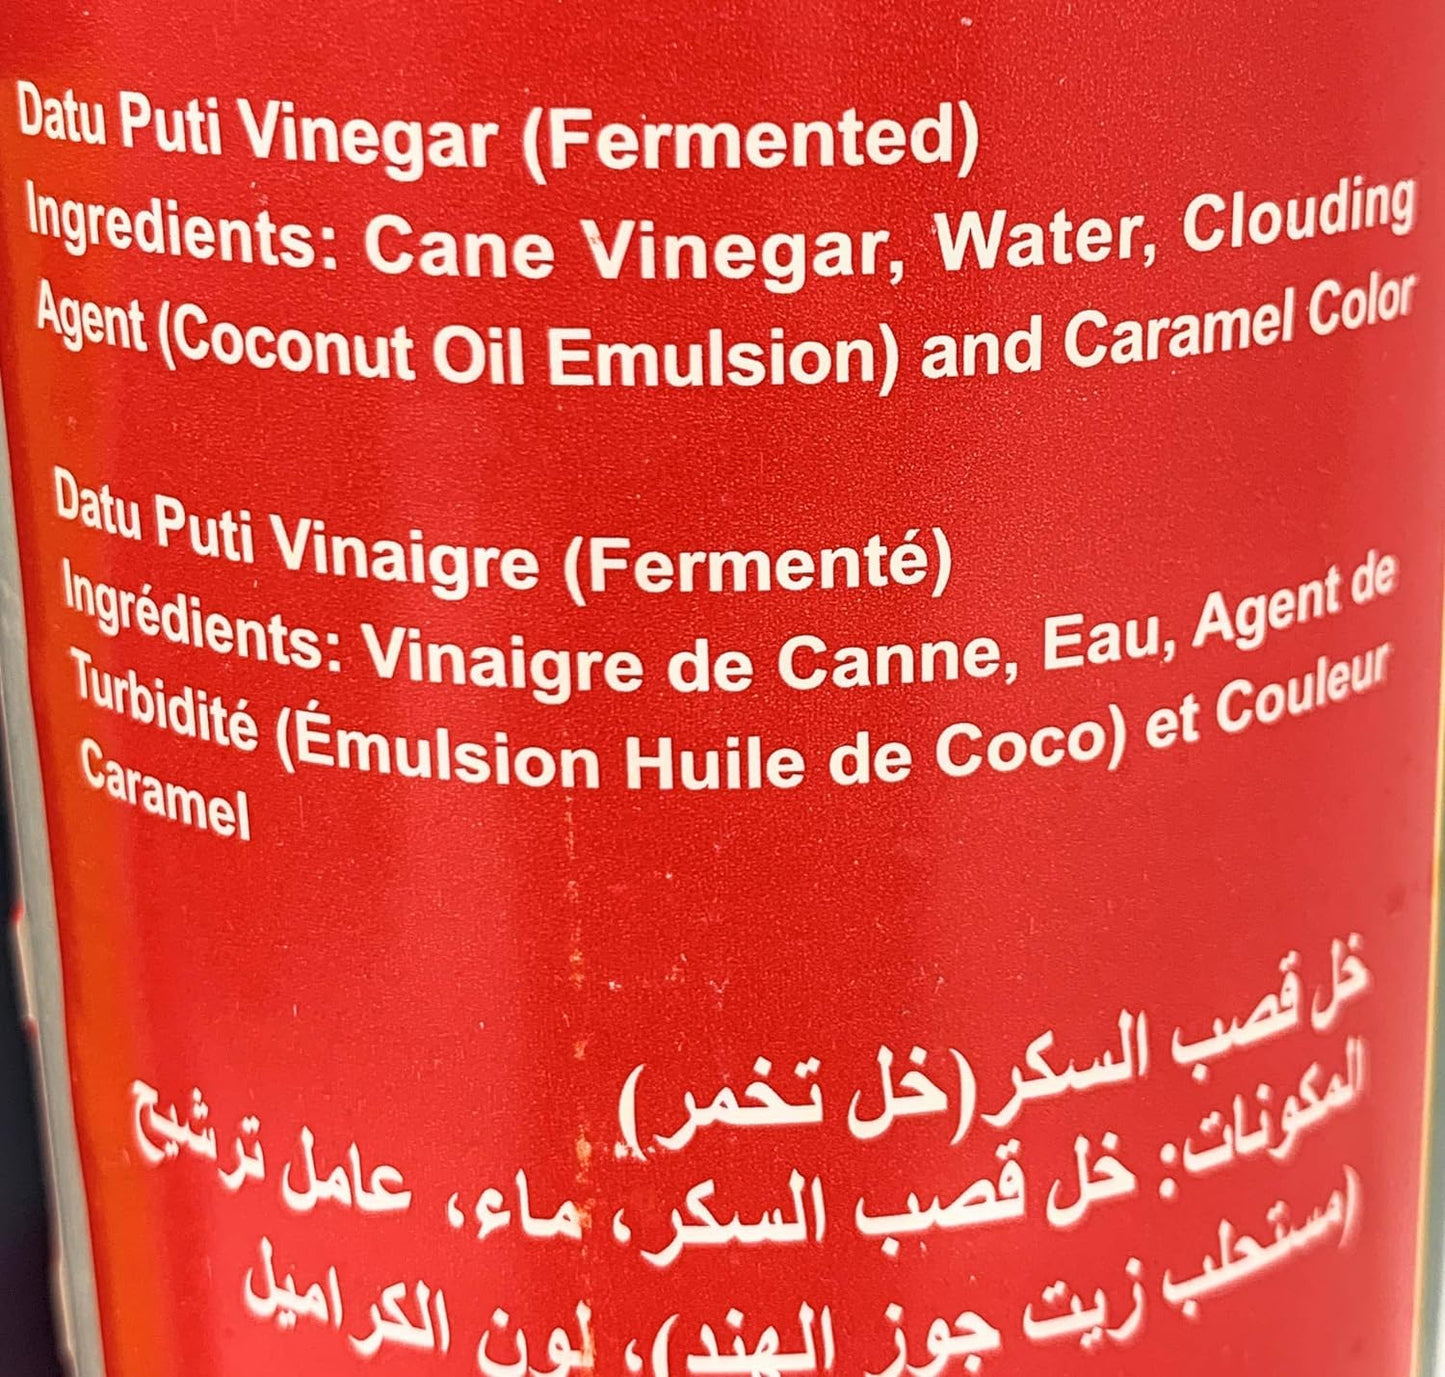 Datu Puti Vinegar (Fermented)
Ingredients: Cane Vinegar, Water, Clouding
Agent (Coconut Oil Emulsion) and Caramel Color
Datu Puti Vinaigre (Fermenté)
Ingrédients: Vinaigre de Canne, Eau, Agent de
Turbidité (Émulsion Huile de Coco) et Couleur
Caramel
خل قصب السكر (خل تخمر)
المكونات: خل قصب السكر، ماء، عامل ترشيح
(مستحلب زيت جوز الهند)، لون الكراميل